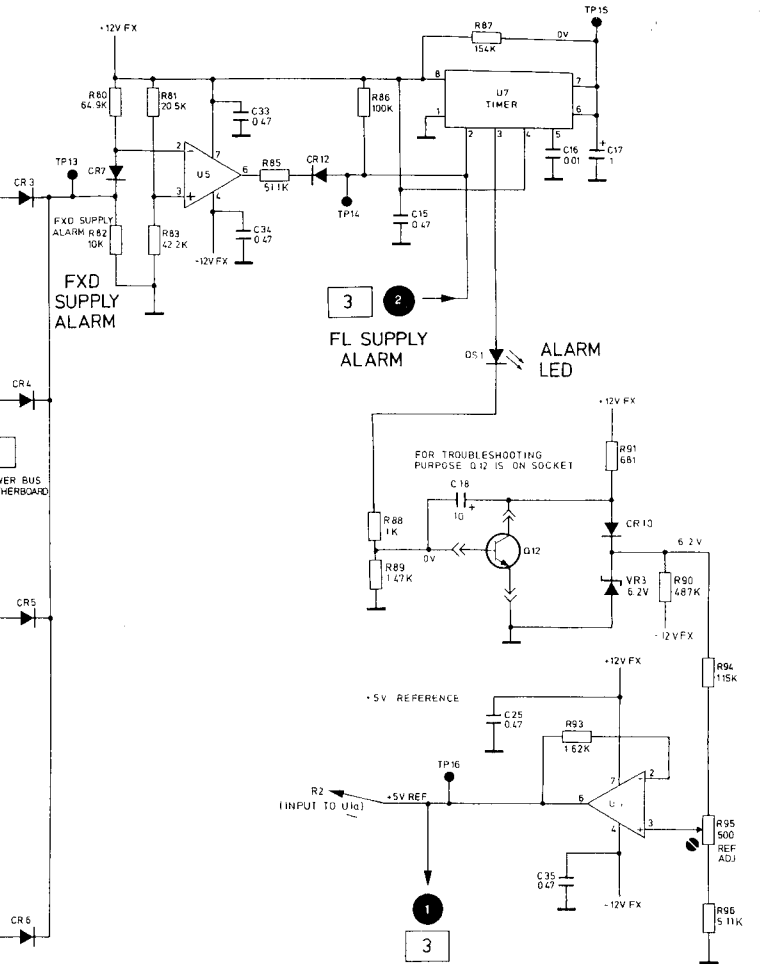 TP15
+12V FX
R87
154K
0V
R80
64.9K
R81
20.5K
C33
0.47
R86
100K
8
U7
TIMER
7
6
1
2
3
4
5
C16
0.01
+
C17
1
TP13
CR3
CR7
2
-
7
U5
6
3
+
4
R85
51.1K
CR12
TP14
C15
0.47
FXD SUPPLY
ALARM
R82
10K
R83
42.2K
C34
0.47
-12V FX
FXD
SUPPLY
ALARM
3
2
FL SUPPLY
ALARM
DS1
ALARM
LED
CR4
+12V FX
R91
681
FOR TROUBLESHOOTING
PURPOSE Q12 IS ON SOCKET
WER BUS
THERBOARD
C18
10
+
R88
1K
CR10
0V
Q12
6.2V
R89
1.47K
VR3
6.2V
R90
487K
-12V FX
CR5
+12V FX
R94
115K
+5V REFERENCE
C25
0.47
R93
1.62K
TP16
R2
(INPUT TO U1a)
+5V REF
6
7
2
-
U
4
+
3
R95
500
REF
ADJ
C35
0.47
-12V FX
1
3
CR6
R96
5.11K